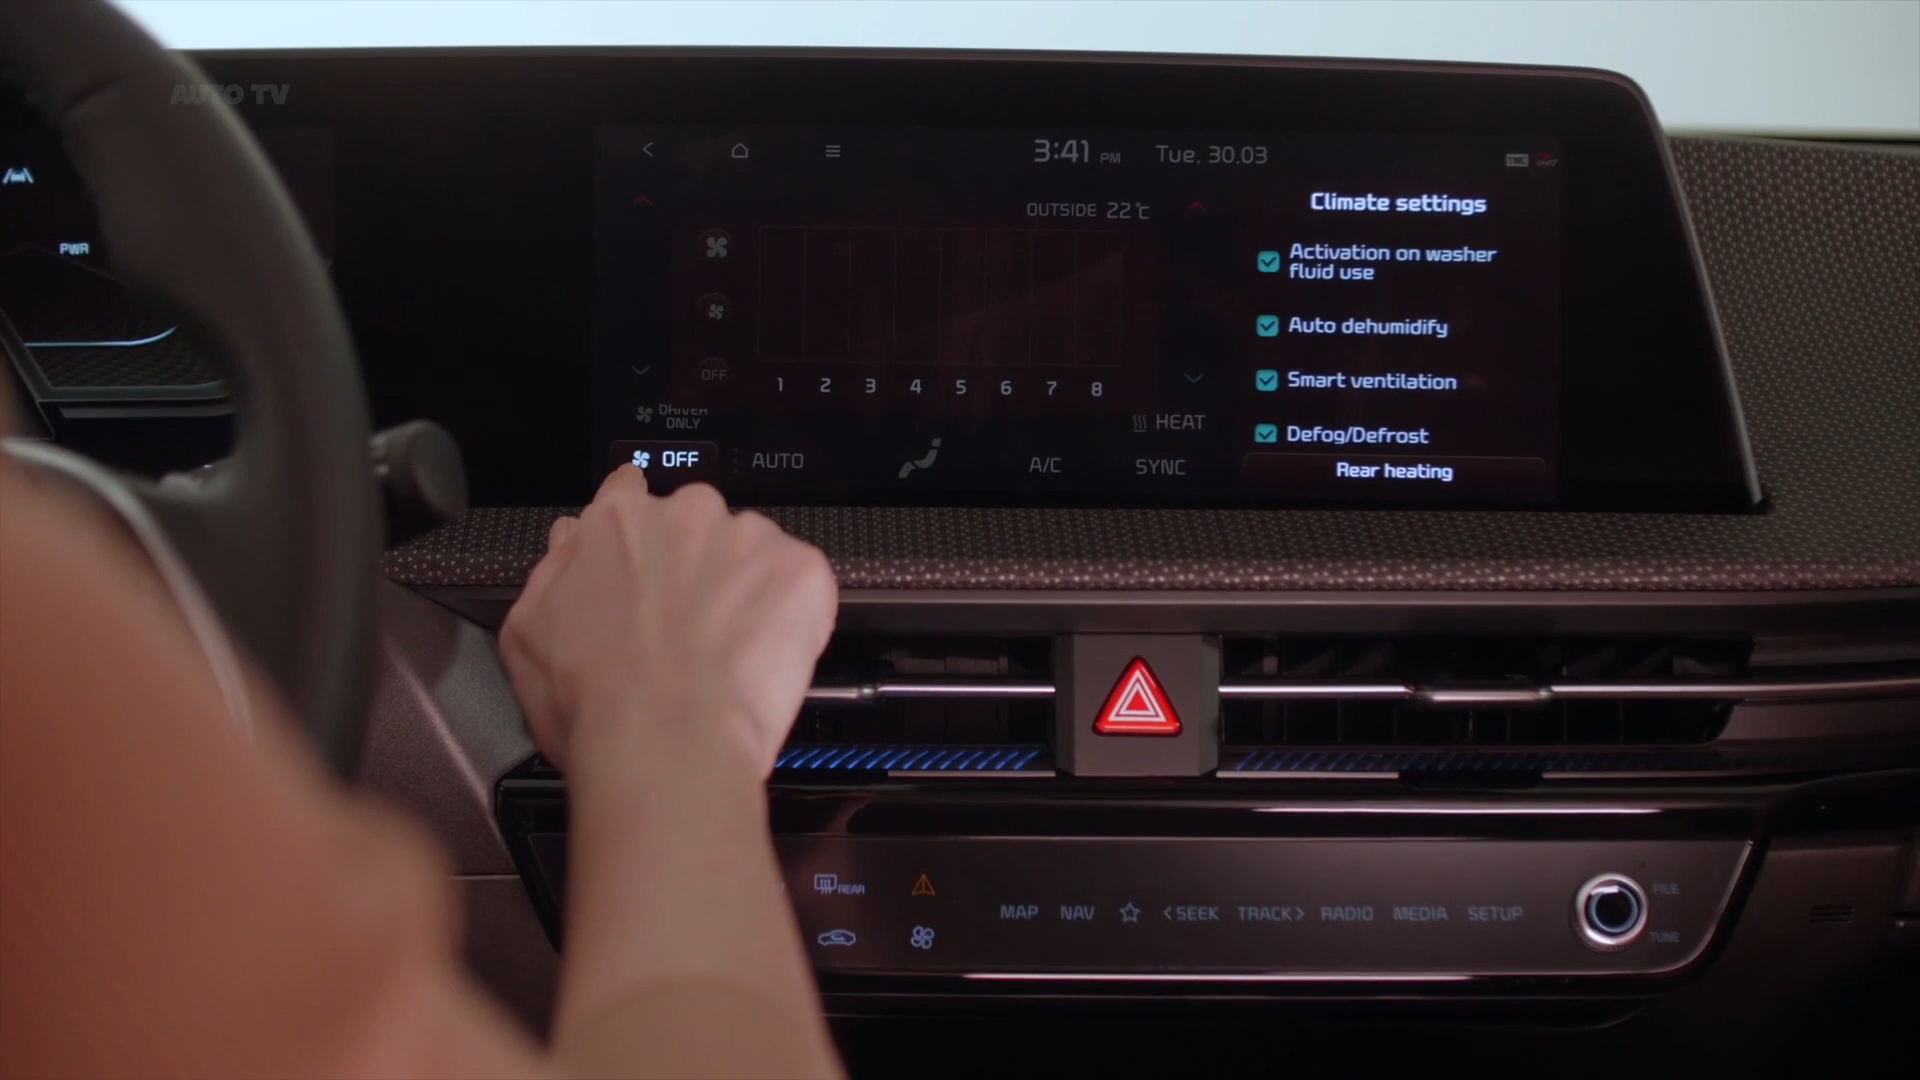 AUTO TV
PWR
3:41 PM Tue, 30.03
OUTSIDE 22°C
OFF
1 2 3 4 5 6 7 8
DRIVER
ONLY
HEAT
OFF
AUTO
A/C
SYNC
Climate settings
Activation on washer
fluid use
Auto dehumidify
Smart ventilation
Defog/Defrost
Rear heating
REAR
MAP NAV ☆ <SEEK TRACK> RADIO MEDIA SETUP
FILE
TUNE